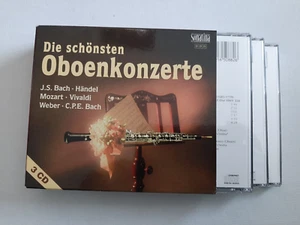 Die schönsten
Oboenkonzerte
J.S. Bach · Händel
Mozart · Vivaldi
Weber · C.P.E. Bach
3 CD